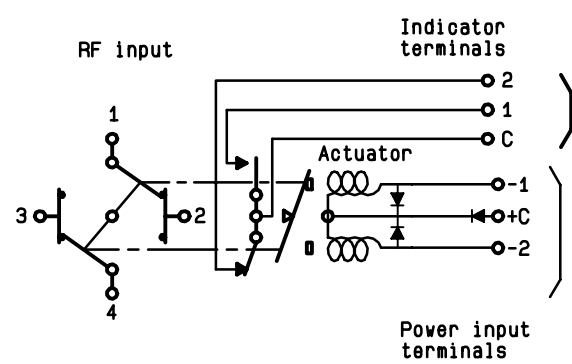 Indicator
terminals
RF input
2
1
1
C
Actuator
-1
3
2
+C
-2
4
Power input
terminals